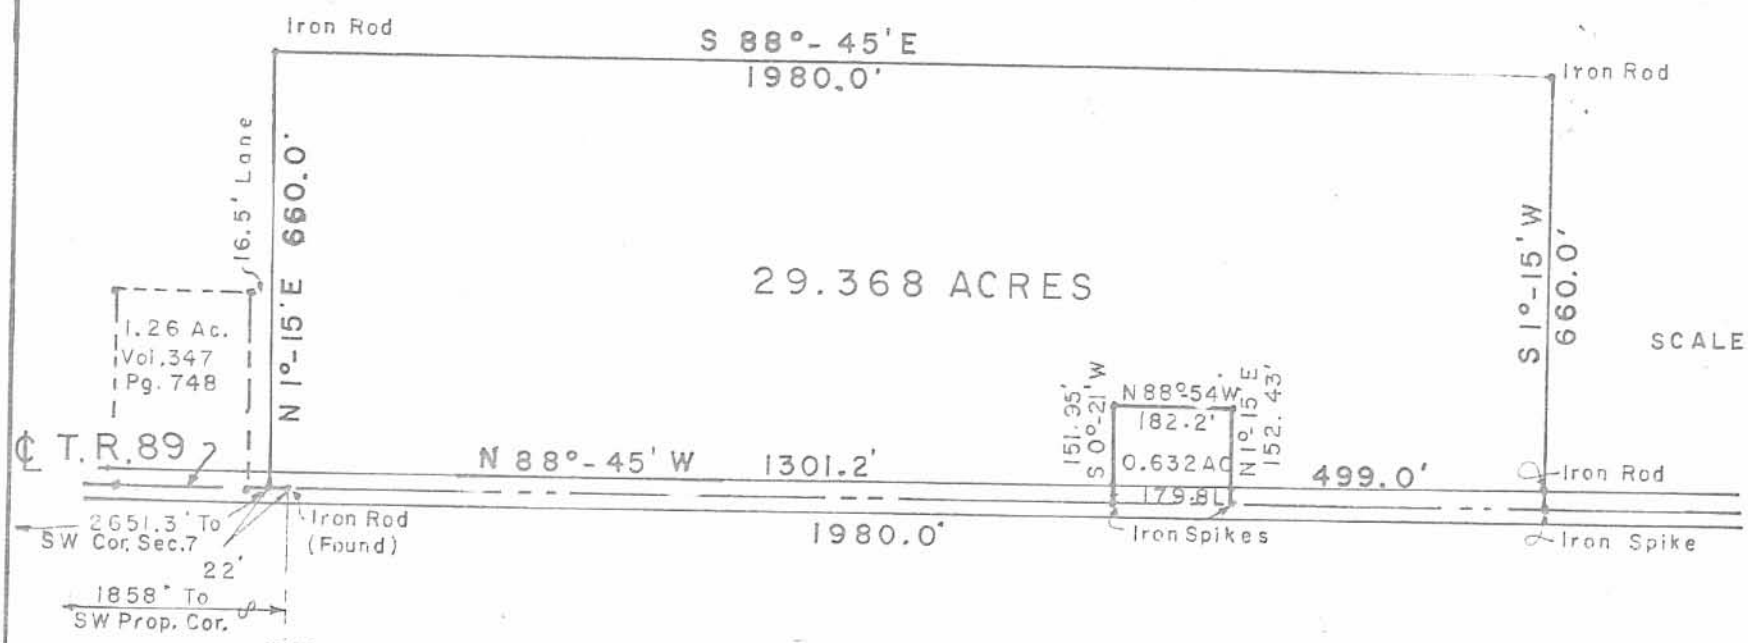 Iron Rod
S 88°-45'E
1980.0'
Iron Rod
16.5' Lane
N 1°-15'E 660.0'
29.368 ACRES
S 1°-15'W
660.0'
SCALE
1.26 Ac.
Vol.347
Pg. 748
151.95'
S 0°-21'W
N 88°-54'W
182.2'
0.632 AC
179.8
N 1°-15'E
152.43'
℄ T.R.89
N 88°-45' W 1301.2'
499.0'
Iron Rod
2651.3' To
SW Cor. Sec.7
22'
Iron Rod
(Found)
1980.0'
Iron Spikes
Iron Spike
1858' To
SW Prop. Cor.